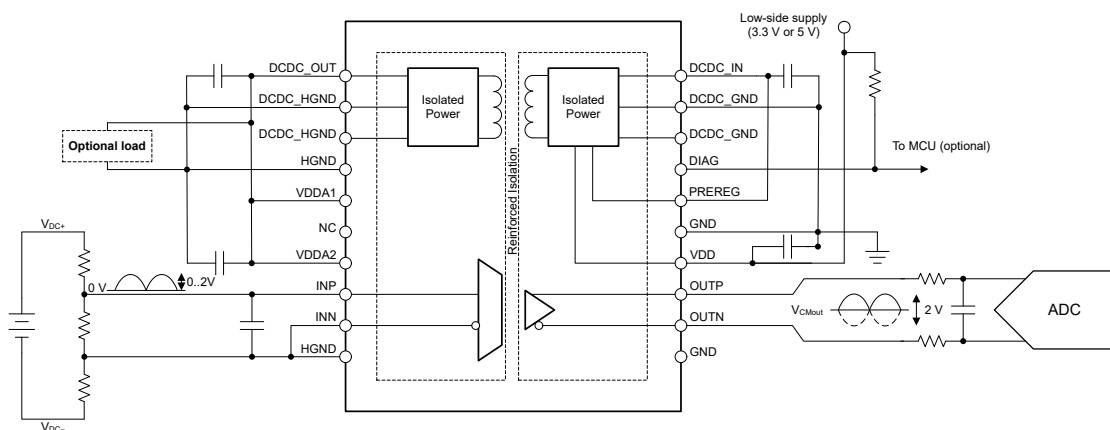 Low-side supply
(3.3 V or 5 V)
DCDC_OUT
DCDC_HGND
DCDC_HGND
HGND
VDDA1
NC
VDDA2
INP
INN
HGND
Optional load
VDC+
0 V
0..2V
VDC–
Isolated
Power
Reinforced Isolation
Isolated
Power
DCDC_IN
DCDC_GND
DCDC_GND
DIAG
PREREG
GND
VDD
OUTP
OUTN
GND
To MCU (optional)
VCMout
2 V
ADC